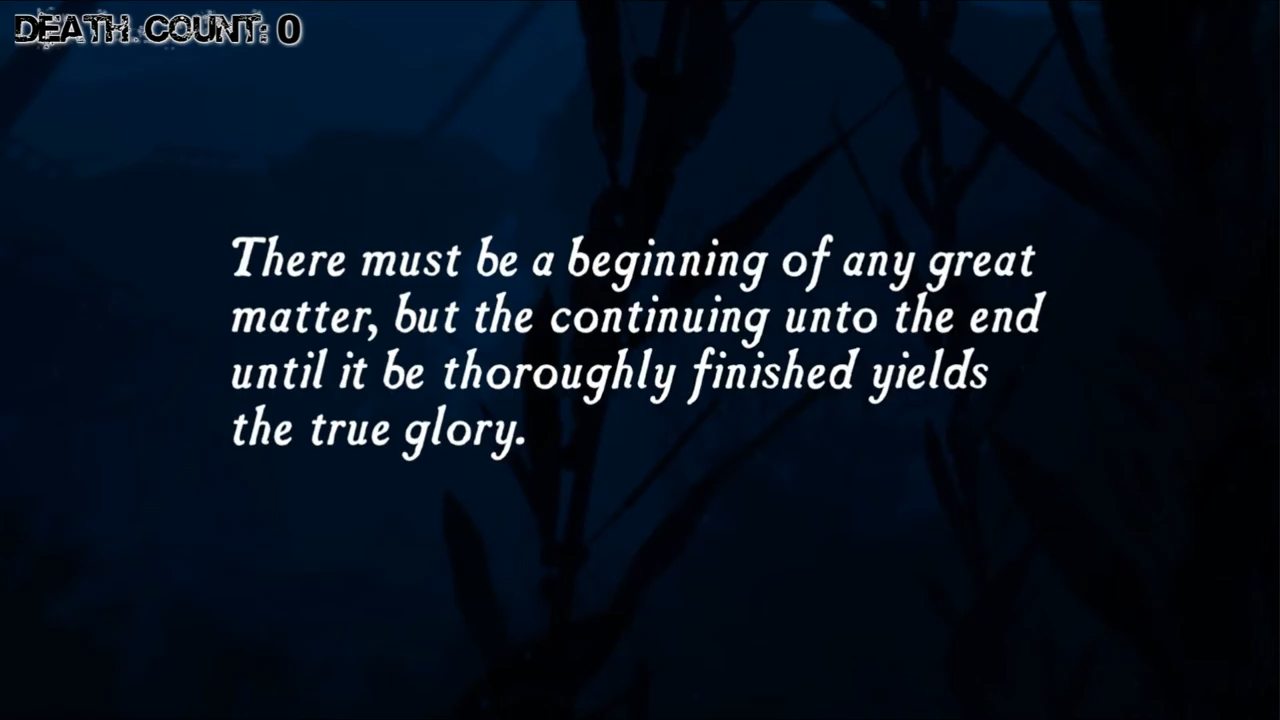 DEATH COUNT: 0
There must be a beginning of any great
matter, but the continuing unto the end
until it be thoroughly finished yields
the true glory.